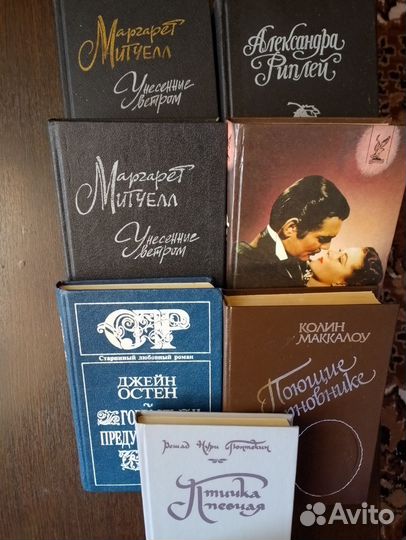 Маргарет
Митчелл
Унесенные
ветром
Александра
Риплей
Маргарет
Митчелл
Унесенные
ветром
СЛР
Старинный любовный роман
ДЖЕЙН
ОСТЕН
КОЛИН
МАККАЛОУ
Поющие
Решад Нури Гюнтекин
Птичка
певчая
Avito